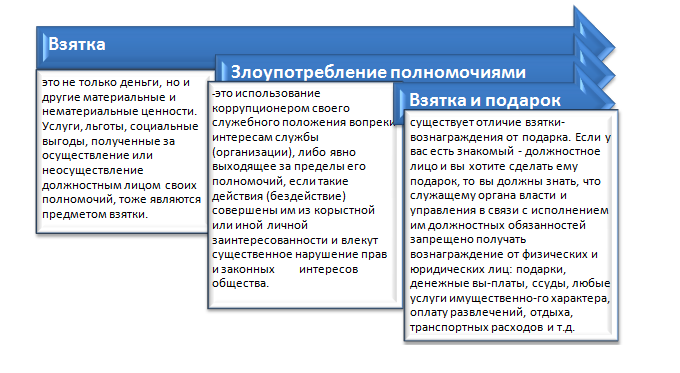 Взятка
это не только деньги, но и
другие материальные и
нематериальные ценности.
Услуги, льготы, социальные
выгоды, полученные за
осуществление или
неосуществление
должностным лицом своих
полномочий, тоже являются
предметом взятки.
Злоупотребление полномочиями
-это использование
коррупционером своего
служебного положения вопреки
интересам службы
(организации), либо явно
выходящее за пределы его
полномочий, если такие
действия (бездействие)
совершены им из корыстной
или иной личной
заинтересованности и влекут
существенное нарушение прав
и законных интересов
общества.
Взятка и подарок
существует отличие взятки-
вознаграждения от подарка. Если у
вас есть знакомый - должностное
лицо и вы хотите сделать ему
подарок, то вы должны знать, что
служащему органа власти и
управления в связи с исполнением
им должностных обязанностей
запрещено получать
вознаграждение от физических и
юридических лиц: подарки,
денежные вы-платы, ссуды, любые
услуги имущественно-го характера,
оплату развлечений, отдыха,
транспортных расходов и т.д.